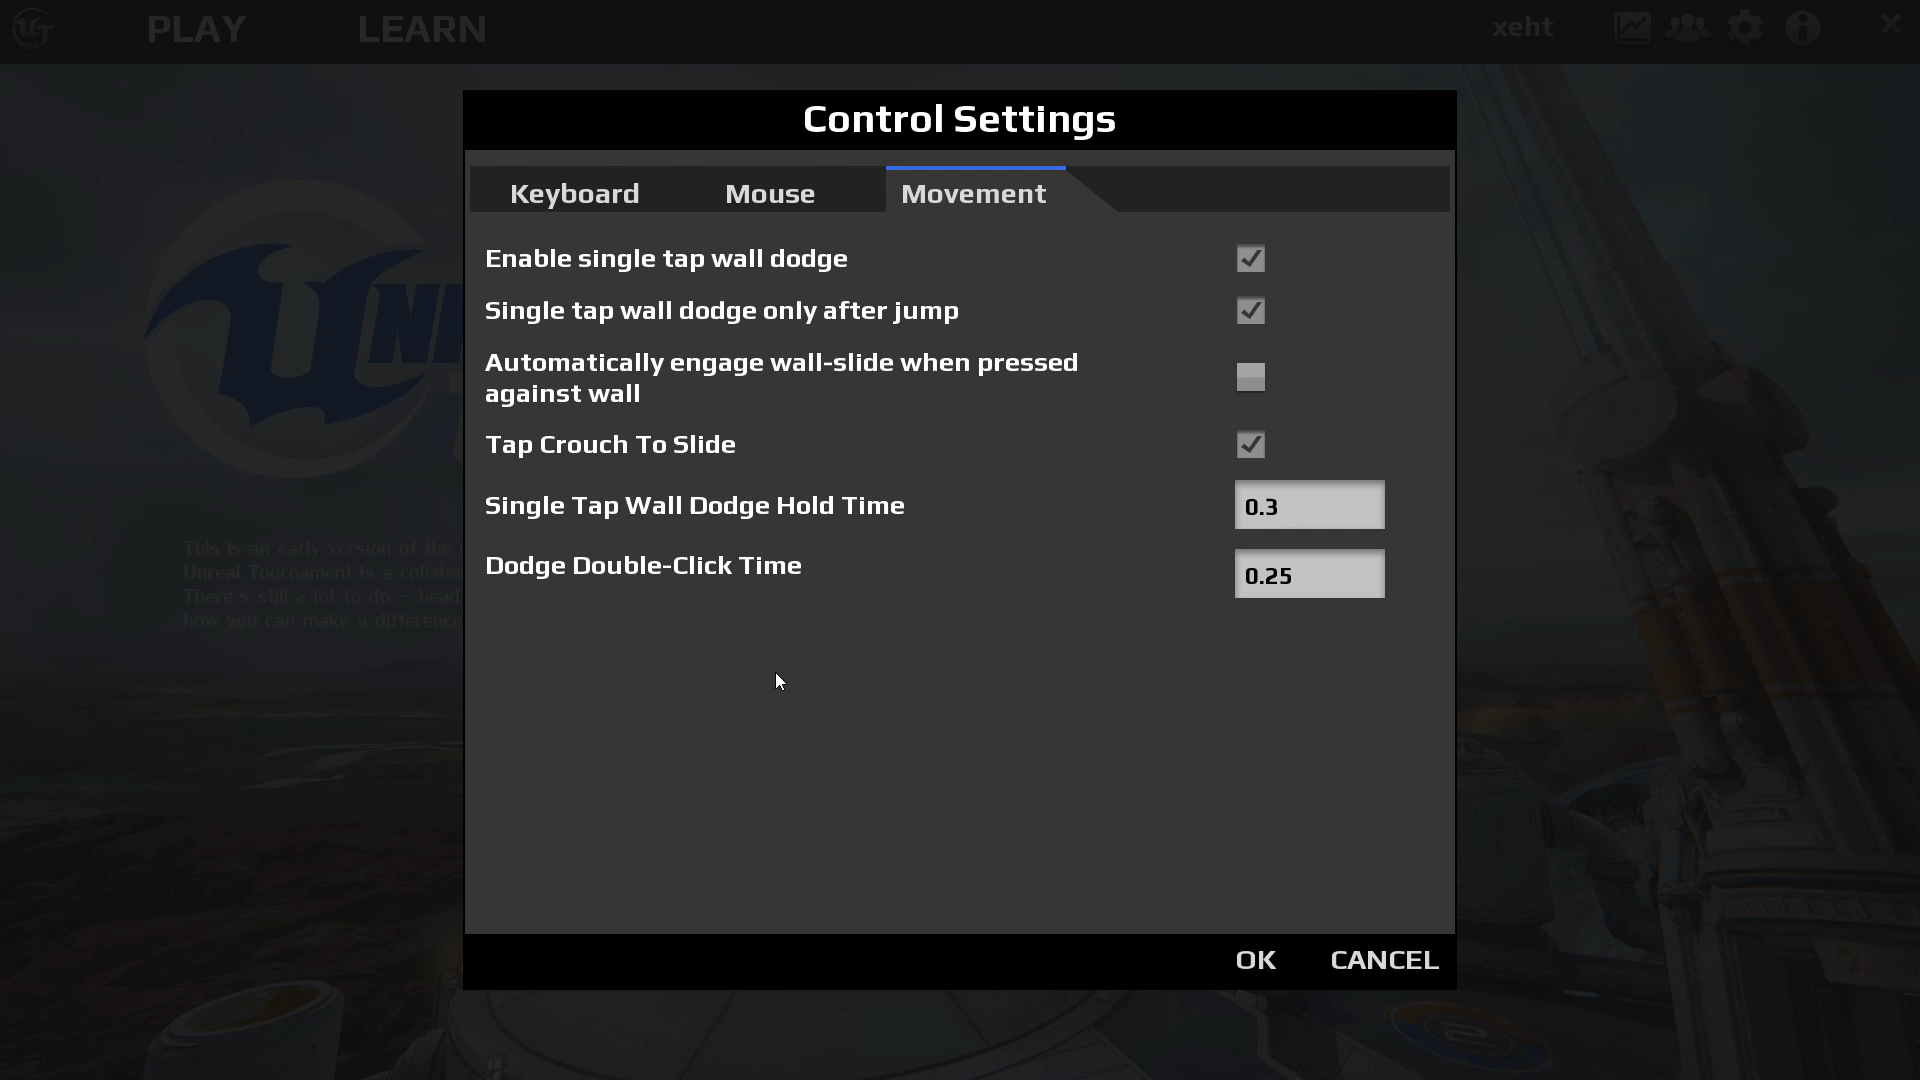 PLAY
LEARN
xeht
Control Settings
Keyboard
Mouse
Movement
Enable single tap wall dodge
Single tap wall dodge only after jump
Automatically engage wall-slide when pressed
against wall
Tap Crouch To Slide
Single Tap Wall Dodge Hold Time
0.3
Dodge Double-Click Time
0.25
This is an early version of the
Unreal Tournament is a collabo
There's still a lot to do - head
how you can make a difference
OK
CANCEL